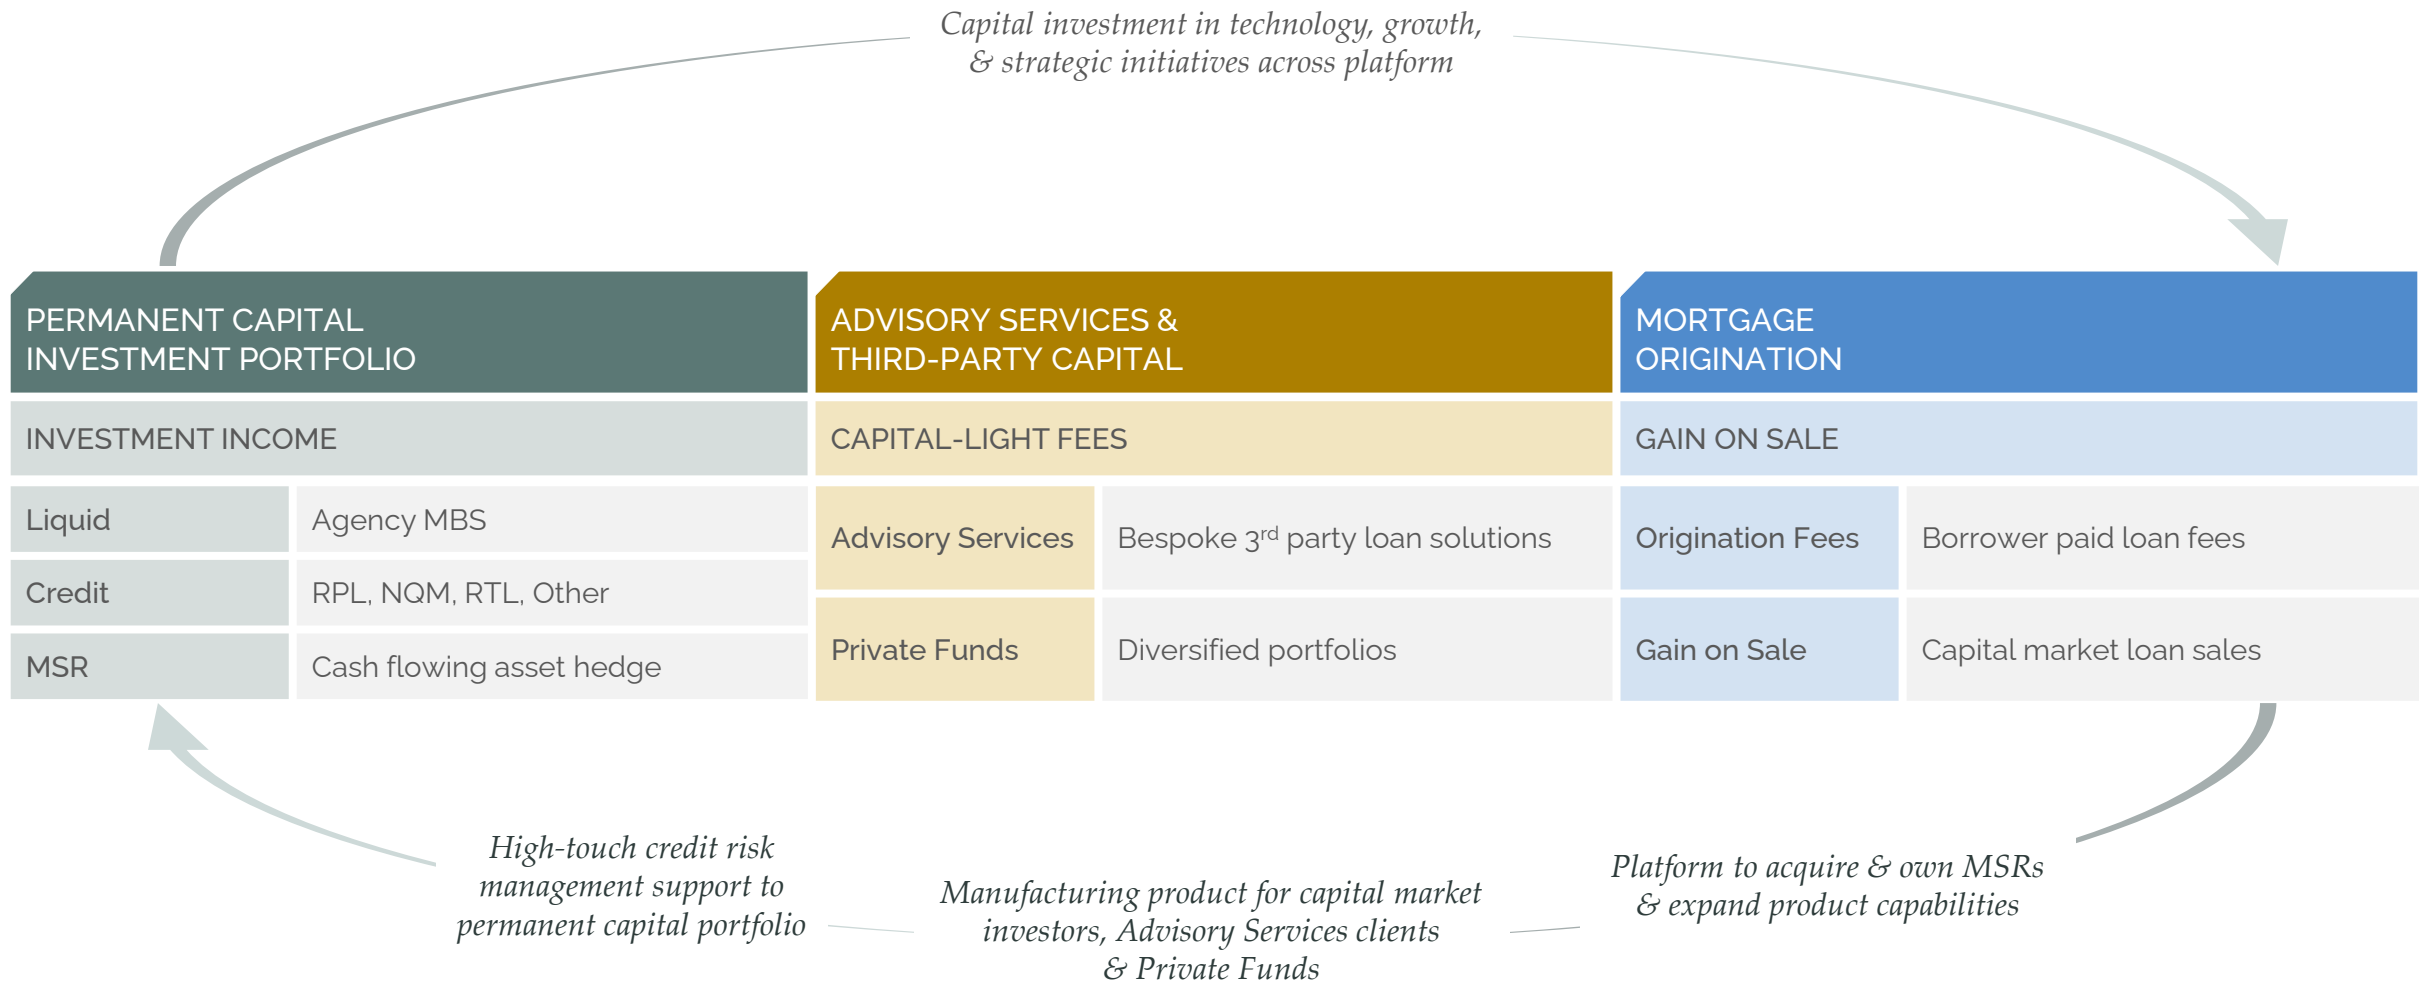 Capital investment in technology, growth,
& strategic initiatives across platform
PERMANENT CAPITAL
INVESTMENT PORTFOLIO
INVESTMENT INCOME
Liquid
Agency MBS
Credit
RPL, NQM, RTL, Other
MSR
Cash flowing asset hedge
ADVISORY SERVICES &
THIRD-PARTY CAPITAL
CAPITAL-LIGHT FEES
Advisory Services
Bespoke 3rd party loan solutions
Private Funds
Diversified portfolios
MORTGAGE
ORIGINATION
GAIN ON SALE
Origination Fees
Borrower paid loan fees
Gain on Sale
Capital market loan sales
High-touch credit risk
management support to
permanent capital portfolio
Manufacturing product for capital market
investors, Advisory Services clients
& Private Funds
Platform to acquire & own MSRs
& expand product capabilities